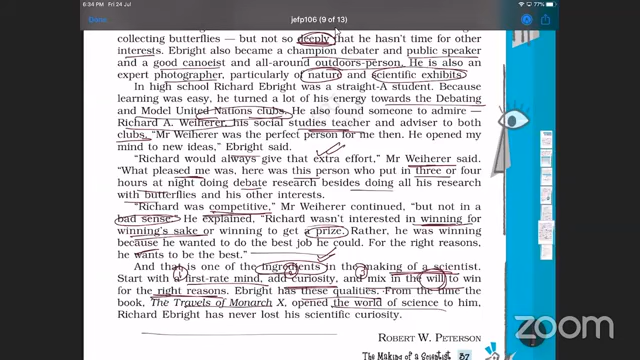 6:34 PM Fri 24 Jul
77%
Done
jefp106 (9 of 13)
collecting butterflies – but not so deeply that he hasn't time for other
interests. Ebright also became a champion debater and public speaker
and a good canoeist and all-around outdoors-person. He is also an
expert photographer, particularly of nature and scientific exhibits.
In high school Richard Ebright was a straight-A student. Because
learning was easy, he turned a lot of his energy towards the Debating
and Model United Nations clubs. He also found someone to admire —
Richard A. Weiherer, his social studies teacher and adviser to both
clubs. “Mr Weiherer was the perfect person for me then. He opened my
mind to new ideas,” Ebright said.
“Richard would always give that extra effort,” Mr Weiherer said.
“What pleased me was, here was this person who put in three or four
hours at night doing debate research besides doing all his research
with butterflies and his other interests.
“Richard was competitive,” Mr Weiherer continued, “but not in a
bad sense.” He explained, “Richard wasn't interested in winning for
winning's sake or winning to get a prize. Rather, he was winning
because he wanted to do the best job he could. For the right reasons,
he wants to be the best.”
And that is one of the ingredients in the making of a scientist.
Start with a first-rate mind, add curiosity, and mix in the will to win
for the right reasons. Ebright has these qualities. From the time the
book, The Travels of Monarch X, opened the world of science to him,
Richard Ebright has never lost his scientific curiosity.
ROBERT W. PETERSON
The Making of a Scientist 37
zoom